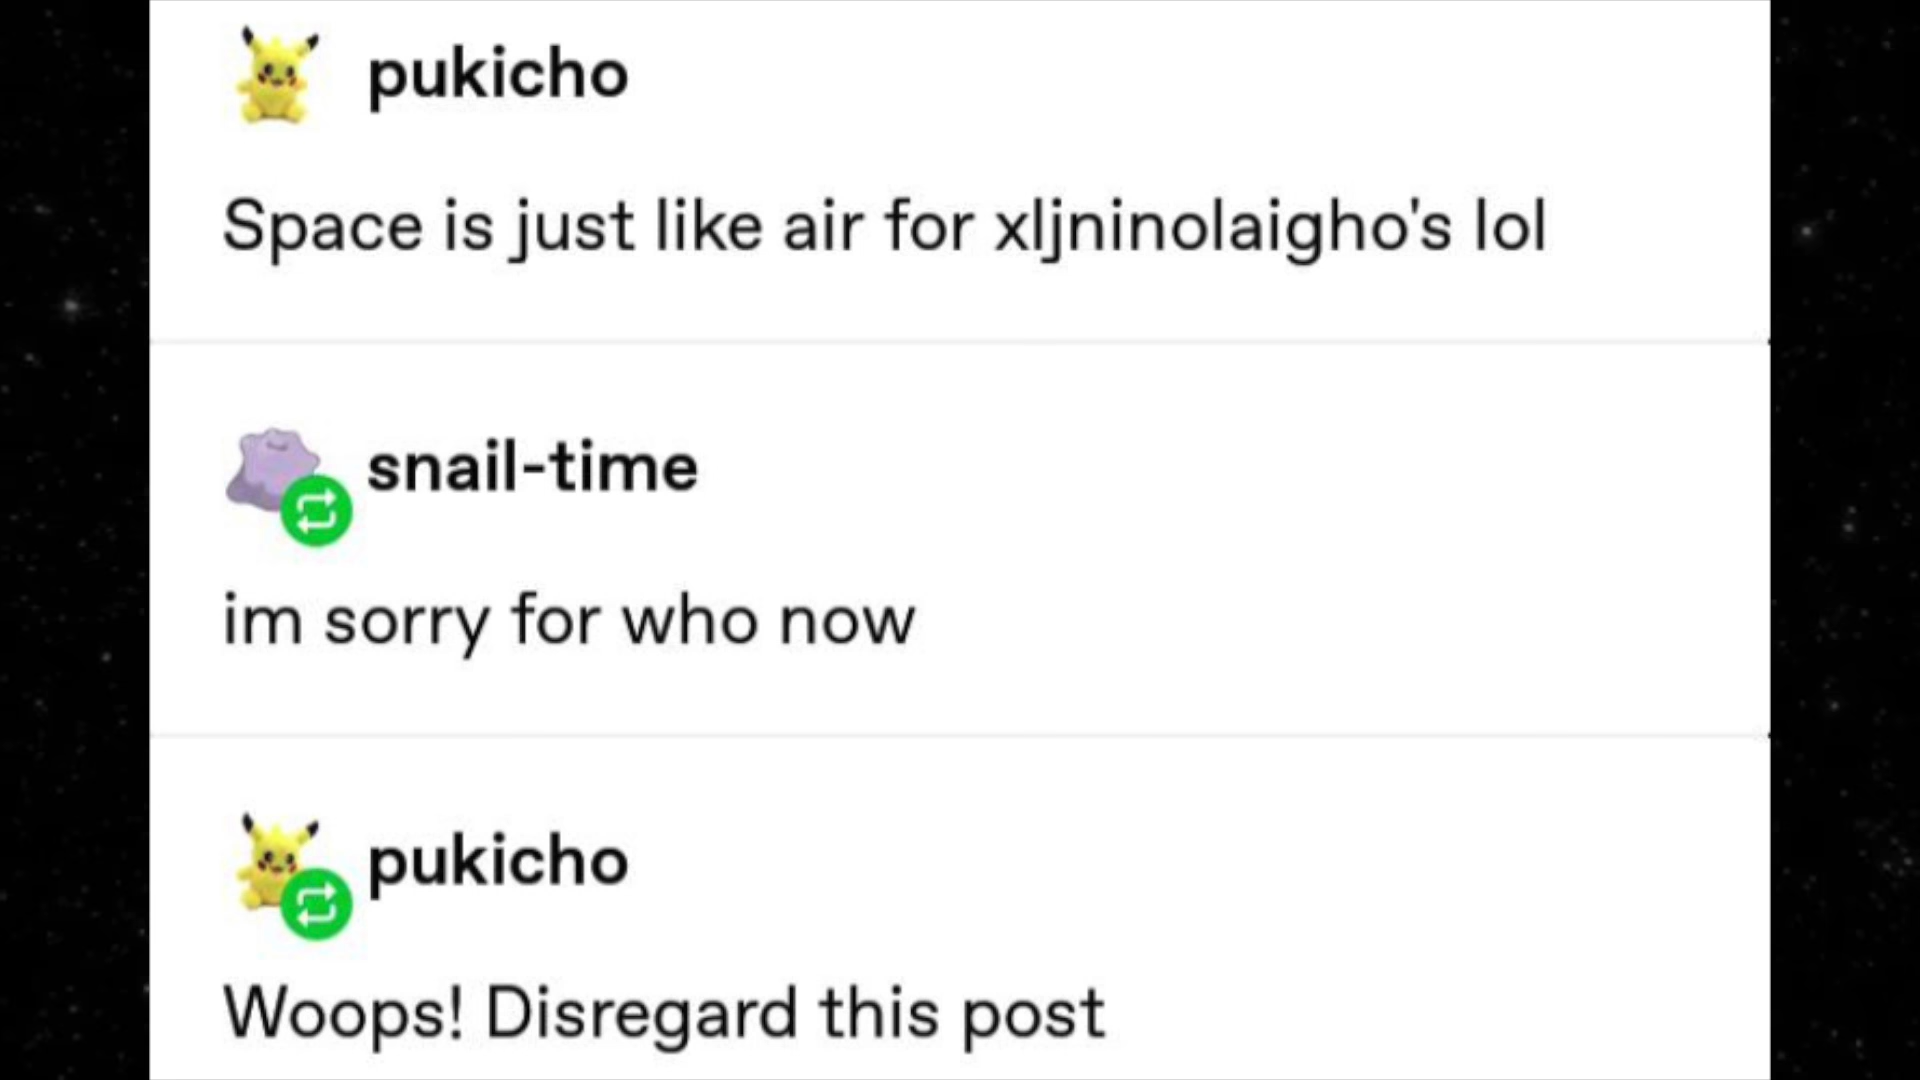 pukicho
Space is just like air for xljninolaigho's lol
snail-time
im sorry for who now
pukicho
Woops! Disregard this post